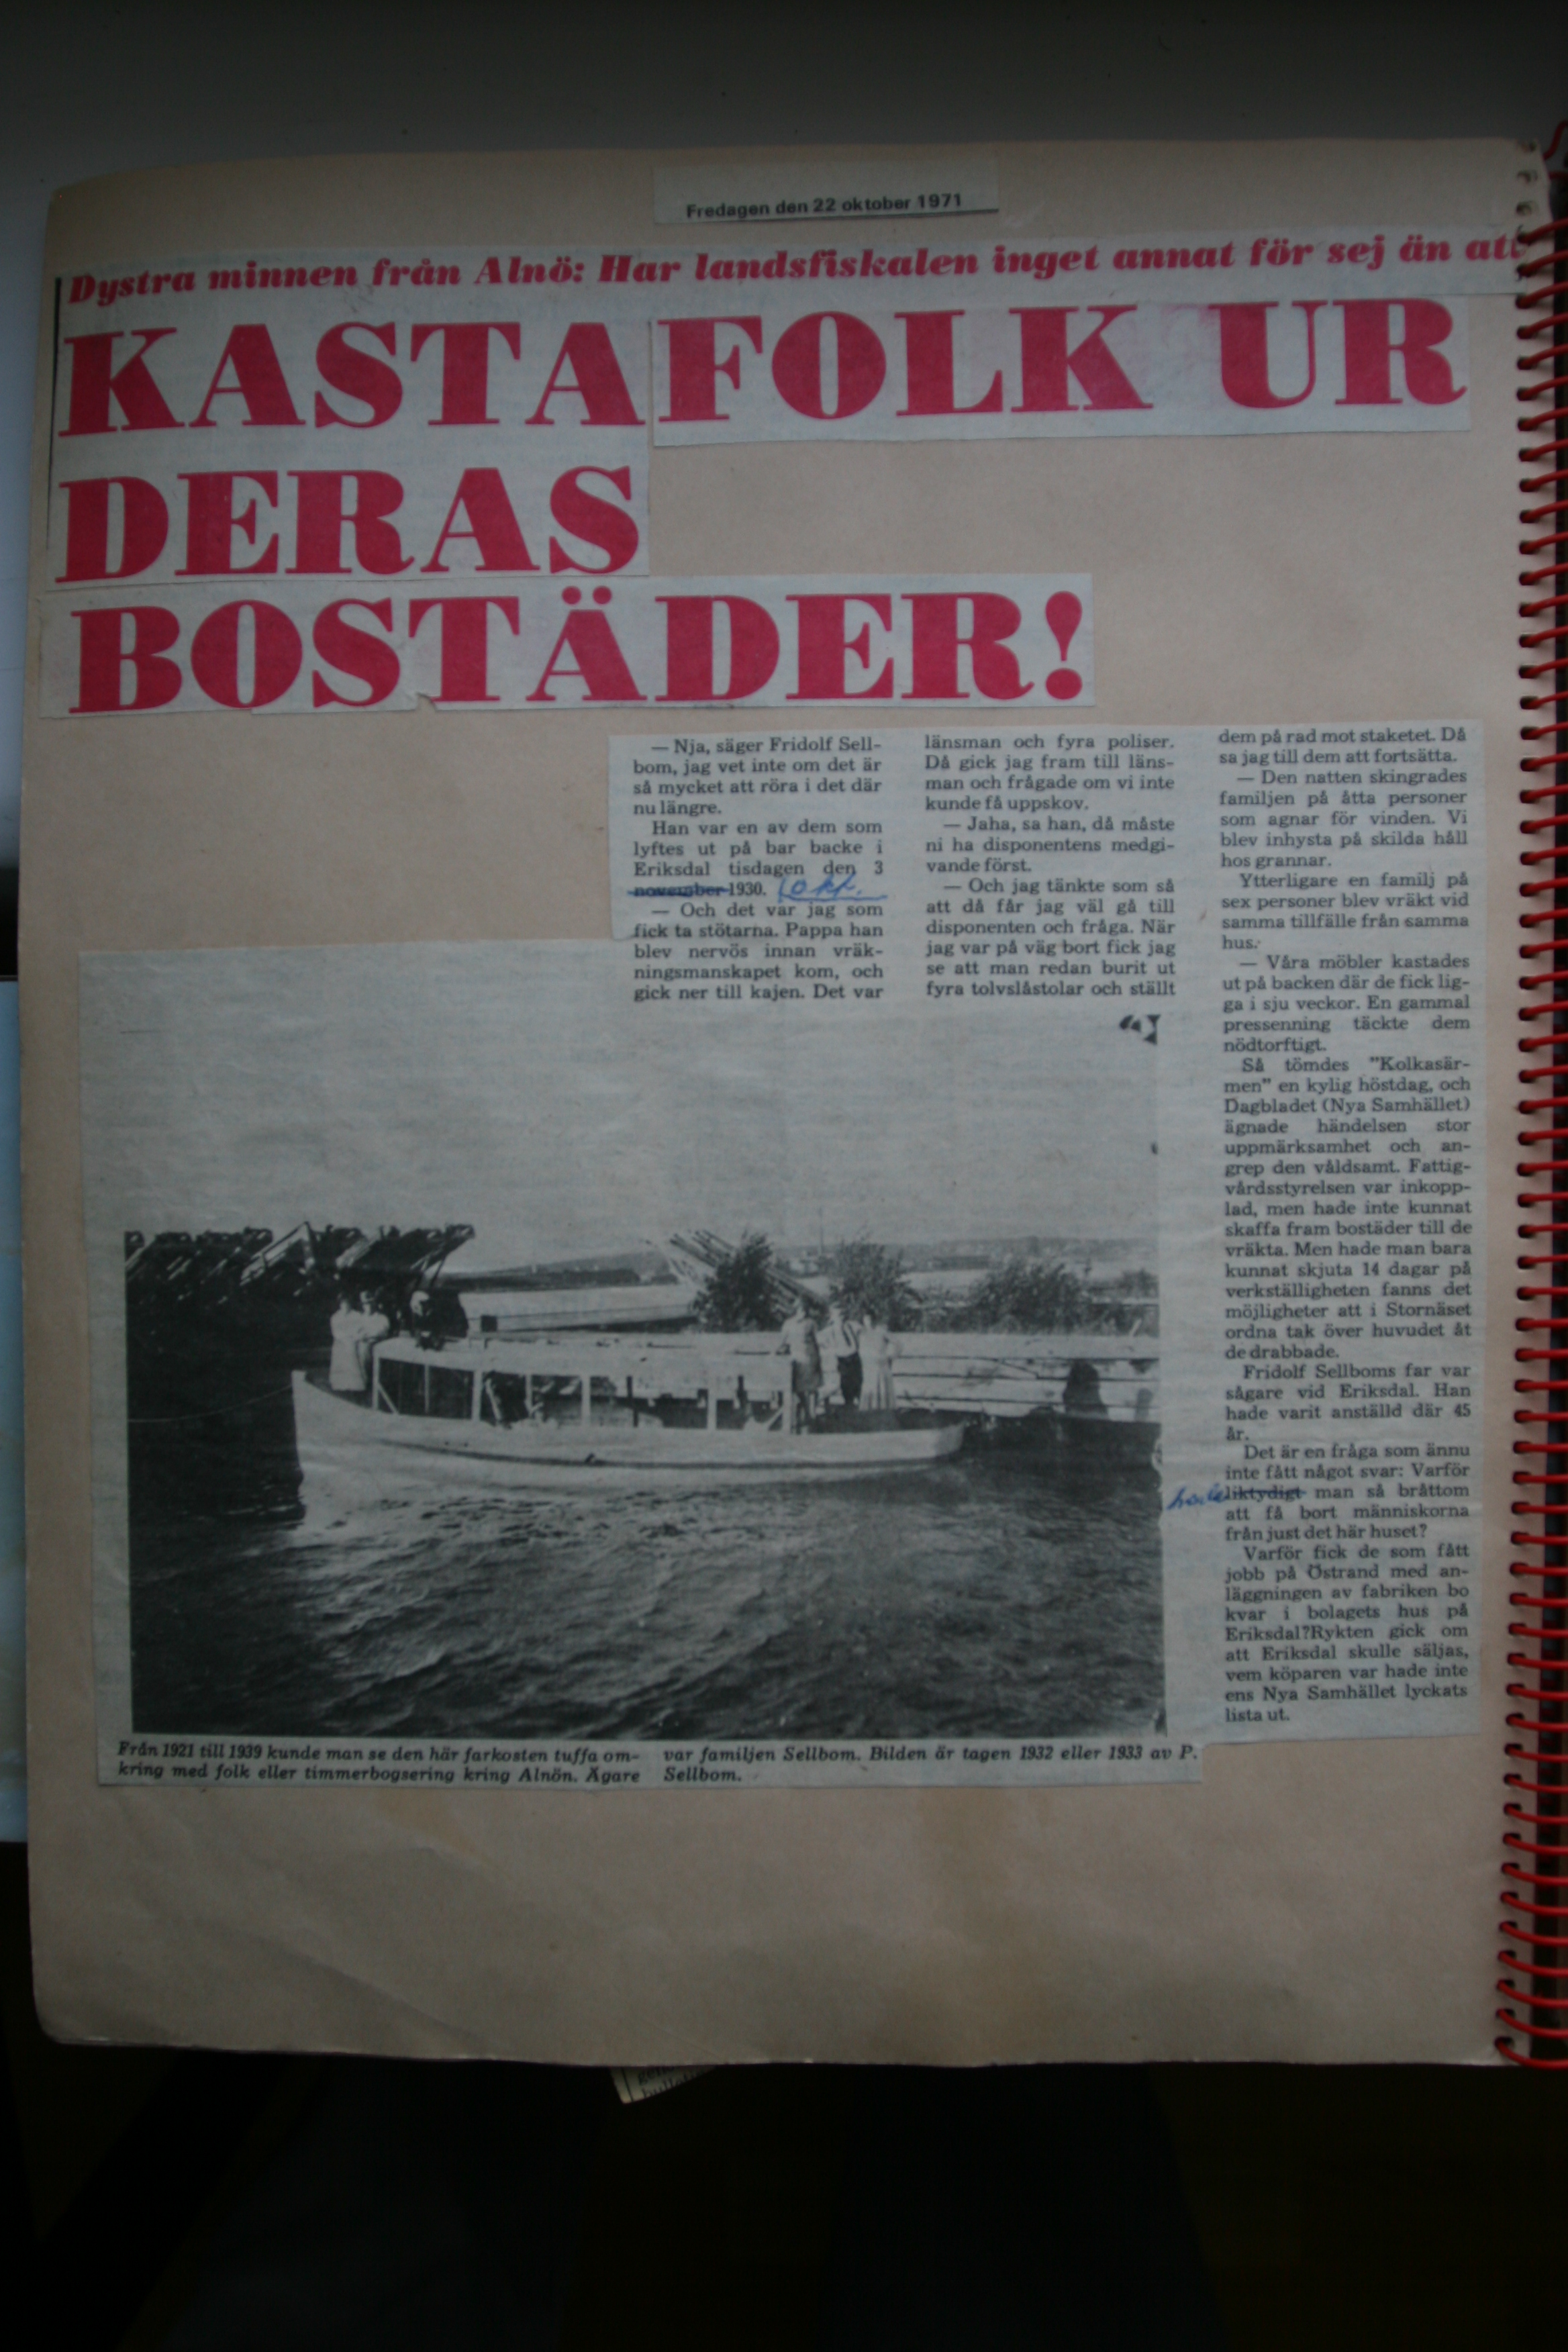 Fredagen den 22 oktober 1971
Dystra minnen från Alnö: Har landsfiskalen inget annat för sej än att
KASTA FOLK UR
DERAS
BOSTÄDER!
— Nja, säger Fridolf Sell-
bom, jag vet inte om det är
så mycket att röra i det där
nu längre.
Han var en av dem som
lyftes ut på bar backe i
Eriksdal tisdagen den 3
november 1930. okt.
— Och det var jag som
fick ta stötarna. Pappa han
blev nervös innan vräk-
ningsmanskapet kom, och
gick ner till kajen. Det var
länsman och fyra poliser.
Då gick jag fram till läns-
man och frågade om vi inte
kunde få uppskov.
— Jaha, sa han, då måste
ni ha disponentens medgi-
vande först.
— Och jag tänkte som så
att då får jag väl gå till
disponenten och fråga. När
jag var på väg bort fick jag
se att man redan burit ut
fyra tolvslåstolar och ställt
dem på rad mot staketet. Då
sa jag till dem att fortsätta.
— Den natten skingrades
familjen på åtta personer
som agnar för vinden. Vi
blev inhysta på skilda håll
hos grannar.
Ytterligare en familj på
sex personer blev vräkt vid
samma tillfälle från samma
hus.
— Våra möbler kastades
ut på backen där de fick lig-
ga i sju veckor. En gammal
pressenning täckte dem
nödtorftigt.
Så tömdes "Kolkasär-
men" en kylig höstdag, och
Dagbladet (Nya Samhället)
ägnade händelsen stor
uppmärksamhet och an-
grep den våldsamt. Fattig-
vårdsstyrelsen var inkopp-
lad, men hade inte kunnat
skaffa fram bostäder till de
vräkta. Men hade man bara
kunnat skjuta 14 dagar på
verkställigheten fanns det
möjligheter att i Stornäset
ordna tak över huvudet åt
de drabbade.
Fridolf Sellboms far var
sågare vid Eriksdal. Han
hade varit anställd där 45
år.
Det är en fråga som ännu
inte fått något svar: Varför
hade liktydigt man så bråttom
att få bort människorna
från just det här huset?
Varför fick de som fått
jobb på Östrand med an-
läggningen av fabriken bo
kvar i bolagets hus på
Eriksdal?Rykten gick om
att Eriksdal skulle säljas,
vem köparen var hade inte
ens Nya Samhället lyckats
lista ut.
Från 1921 till 1939 kunde man se den här farkosten tuffa om-
kring med folk eller timmerbogsering kring Alnön. Ägare
var familjen Sellbom. Bilden är tagen 1932 eller 1933 av P.
Sellbom.